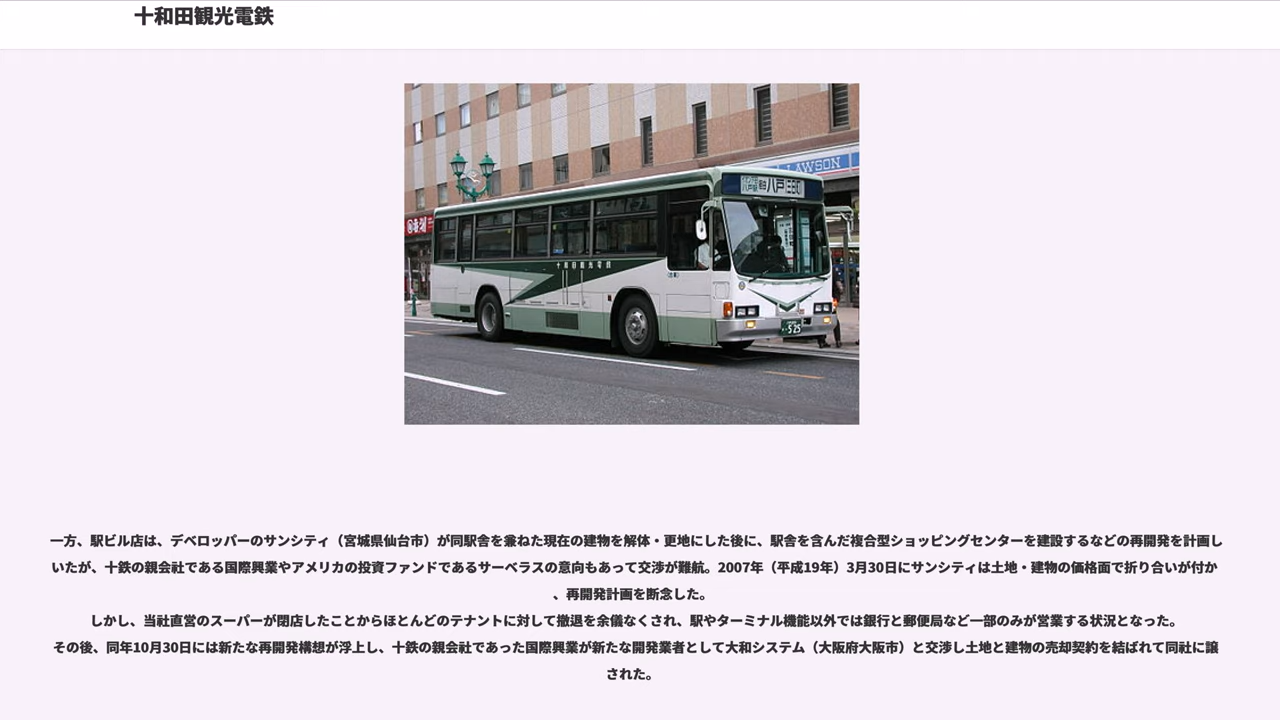 十和田観光電鉄
LAWSON
八戸三日町
十和田観光電鉄
525
一方、駅ビル店は、デベロッパーのサンシティ（宮城県仙台市）が同駅舎を兼ねた現在の建物を解体・更地にした後に、駅舎を含んだ複合型ショッピングセンターを建設するなどの再開発を計画し
いたが、十鉄の親会社である国際興業やアメリカの投資ファンドであるサーベラスの意向もあって交渉が難航。2007年（平成19年）3月30日にサンシティは土地・建物の価格面で折り合いが付か
、再開発計画を断念した。
しかし、当社直営のスーパーが閉店したことからほとんどのテナントに対して撤退を余儀なくされ、駅やターミナル機能以外では銀行と郵便局など一部のみが営業する状況となった。
その後、同年10月30日には新たな再開発構想が浮上し、十鉄の親会社であった国際興業が新たな開発業者として大和システム（大阪府大阪市）と交渉し土地と建物の売却契約を結ばれて同社に譲
された。